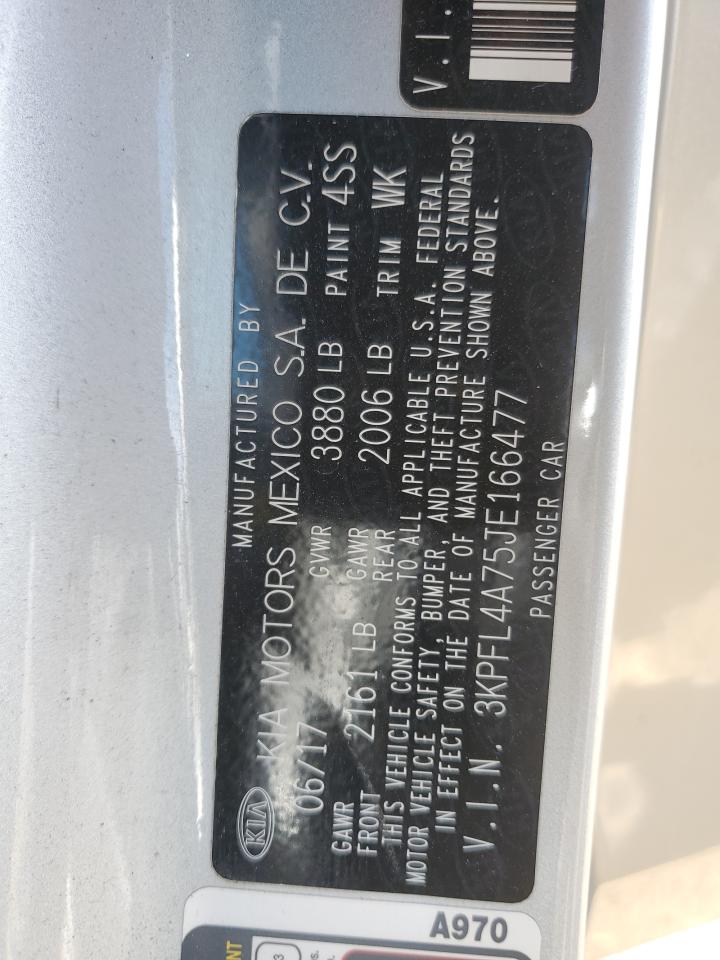 MANUFACTURED BY
KIA KIA MOTORS MEXICO S.A. DE C.V.
06/17 GVWR 3880 LB PAINT 4SS
GAWR FRONT 2161 LB GAWR REAR 2006 LB TRIM WK
THIS VEHICLE CONFORMS TO ALL APPLICABLE U.S.A. FEDERAL
MOTOR VEHICLE SAFETY, BUMPER, AND THEFT PREVENTION STANDARDS
IN EFFECT ON THE DATE OF MANUFACTURE SHOWN ABOVE.
V.I.N. 3KPFL4A75JE166477
PASSENGER CAR
V.I.
A970